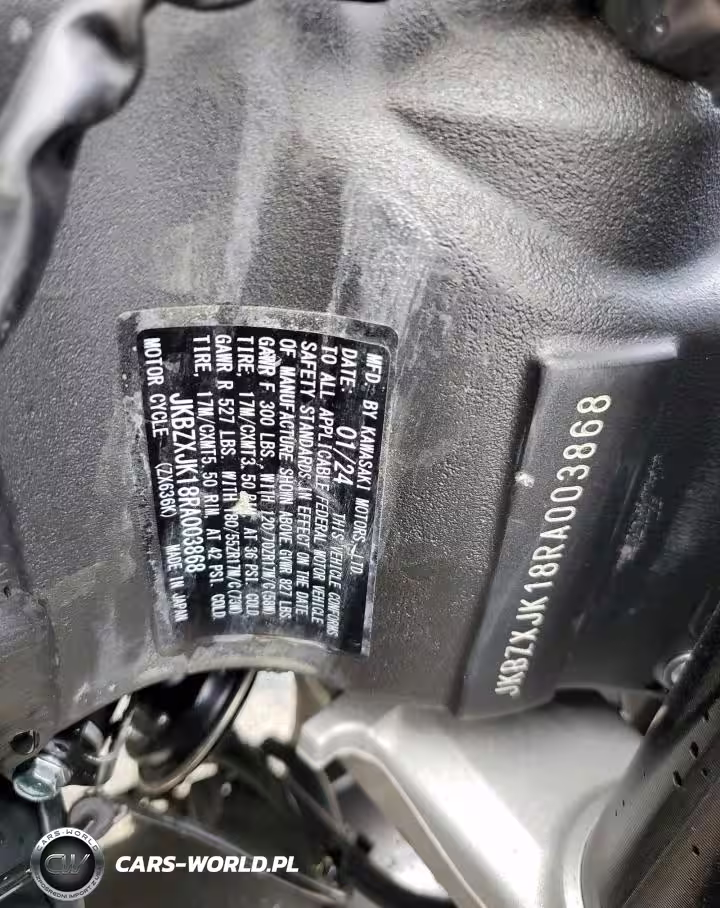 MFD. BY KAWASAKI MOTORS, LTD.
DATE: 01/24 THIS VEHICLE CONFORMS
TO ALL APPLICABLE FEDERAL MOTOR VEHICLE
SAFETY STANDARDS IN EFFECT ON THE DATE
OF MANUFACTURE SHOWN ABOVE GVWR 827 LBS
GAWR F 300 LBS. WITH 120/70ZR17M/C(58W)
TIRE, 17M/CXMT3.50 RIM, AT 36 PSI COLD.
GAWR R 527 LBS. WITH 180/55ZR17M/C(73W)
TIRE, 17M/CXMT5.50 RIM, AT 42 PSI COLD.
JKBZXJK18RA003868
MOTOR CYCLE (ZX636K) MADE IN JAPAN
JKBZXJK18RA003868
CARS-WORLD
CW
CARS-WORLD.PL